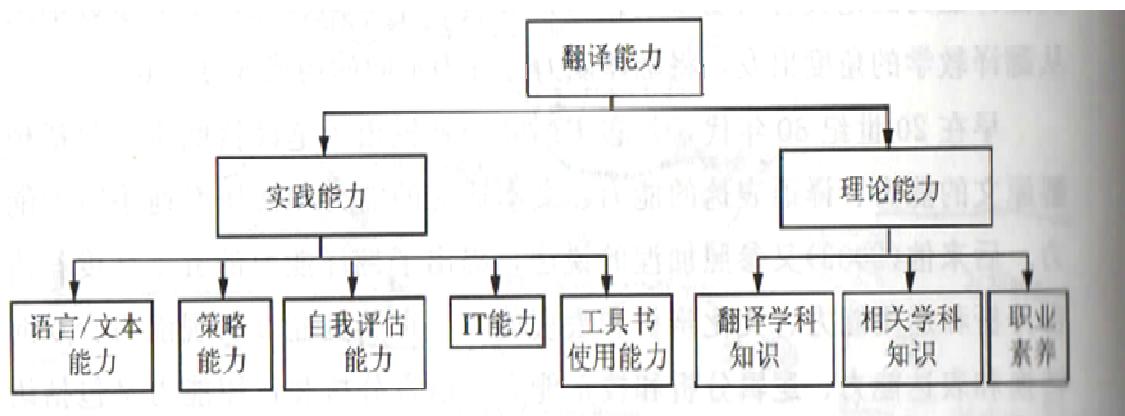 翻译能力
实践能力
理论能力
语言/文本
能力
策略
能力
自我评估
能力
IT能力
工具书
使用能力
翻译学科
知识
相关学科
知识
职业
素养